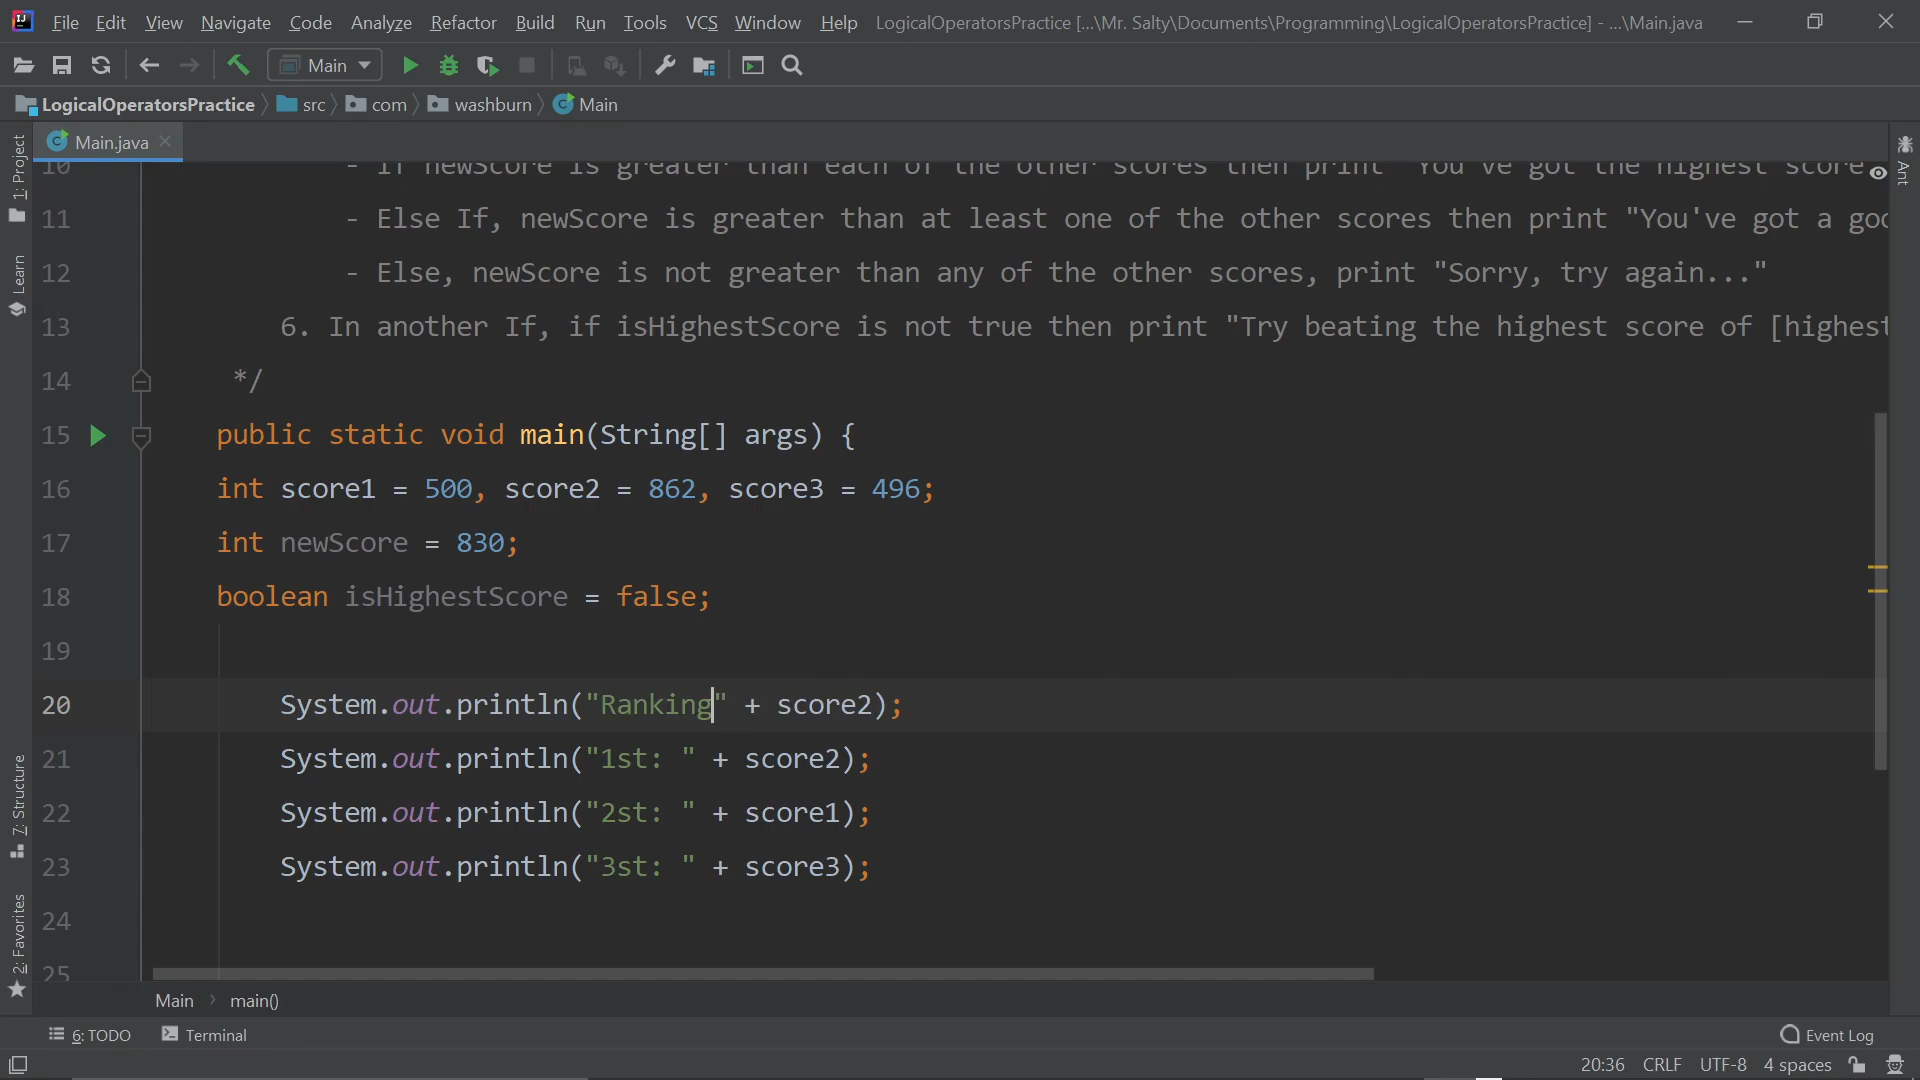 File Edit View Navigate Code Analyze Refactor Build Run Tools VCS Window Help LogicalOperatorsPractice [...\Mr. Salty\Documents\Programming\LogicalOperatorsPractice] - ...\Main.java
Main
LogicalOperatorsPractice src com washburn Main
Main.java
1: Project
Learn
7: Structure
2: Favorites
Ant
10 - If newScore is greater than each of the other scores then print "You've got the highest score
11 - Else If, newScore is greater than at least one of the other scores then print "You've got a goo
12 - Else, newScore is not greater than any of the other scores, print "Sorry, try again..."
13 6. In another If, if isHighestScore is not true then print "Try beating the highest score of [highest
14 */
15 public static void main(String[] args) {
16 int score1 = 500, score2 = 862, score3 = 496;
17 int newScore = 830;
18 boolean isHighestScore = false;
19
20 System.out.println("Ranking" + score2);
21 System.out.println("1st: " + score2);
22 System.out.println("2st: " + score1);
23 System.out.println("3st: " + score3);
24
25
Main main()
6: TODO Terminal Event Log
20:36 CRLF UTF-8 4 spaces